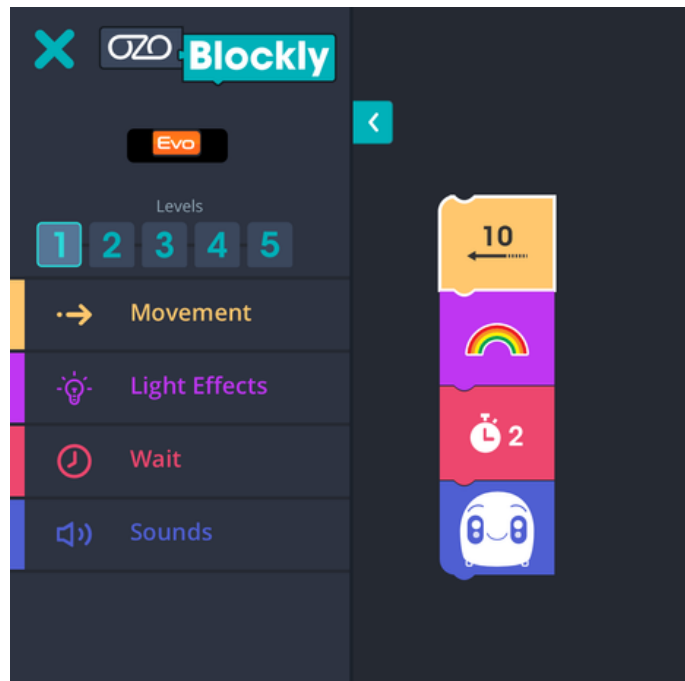 OZO Blockly
Evo
Levels
1 2 3 4 5
Movement
Light Effects
Wait
Sounds
10
2